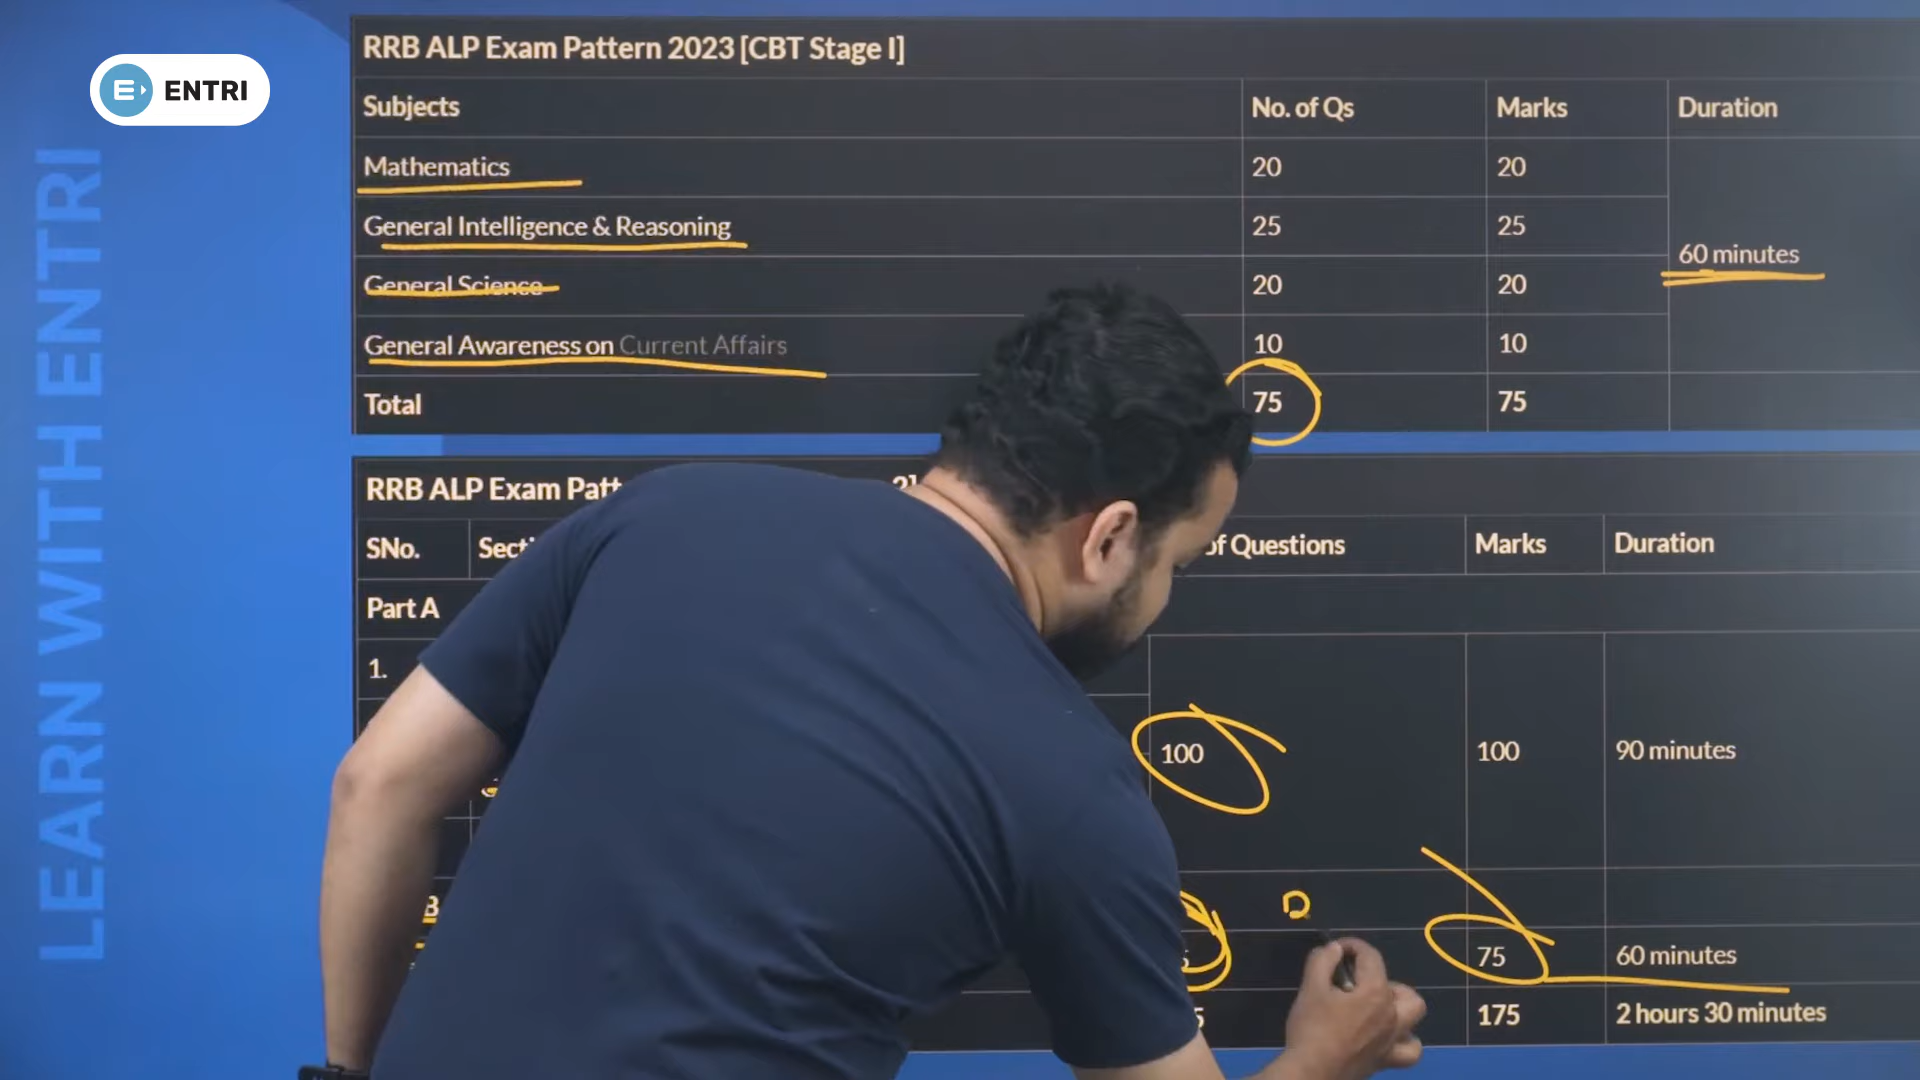 ENTRI
LEARN WITH ENTRI
RRB ALP Exam Pattern 2023 [CBT Stage I]
Subjects No. of Qs Marks Duration
Mathematics 20 20
General Intelligence & Reasoning 25 25
60 minutes
General Science 20 20
General Awareness on Current Affairs 10 10
Total 75 75
RRB ALP Exam
SNo. of Questions Marks Duration
Part A
1.
100 100 90 minutes
B
75 60 minutes
175 2 hours 30 minutes